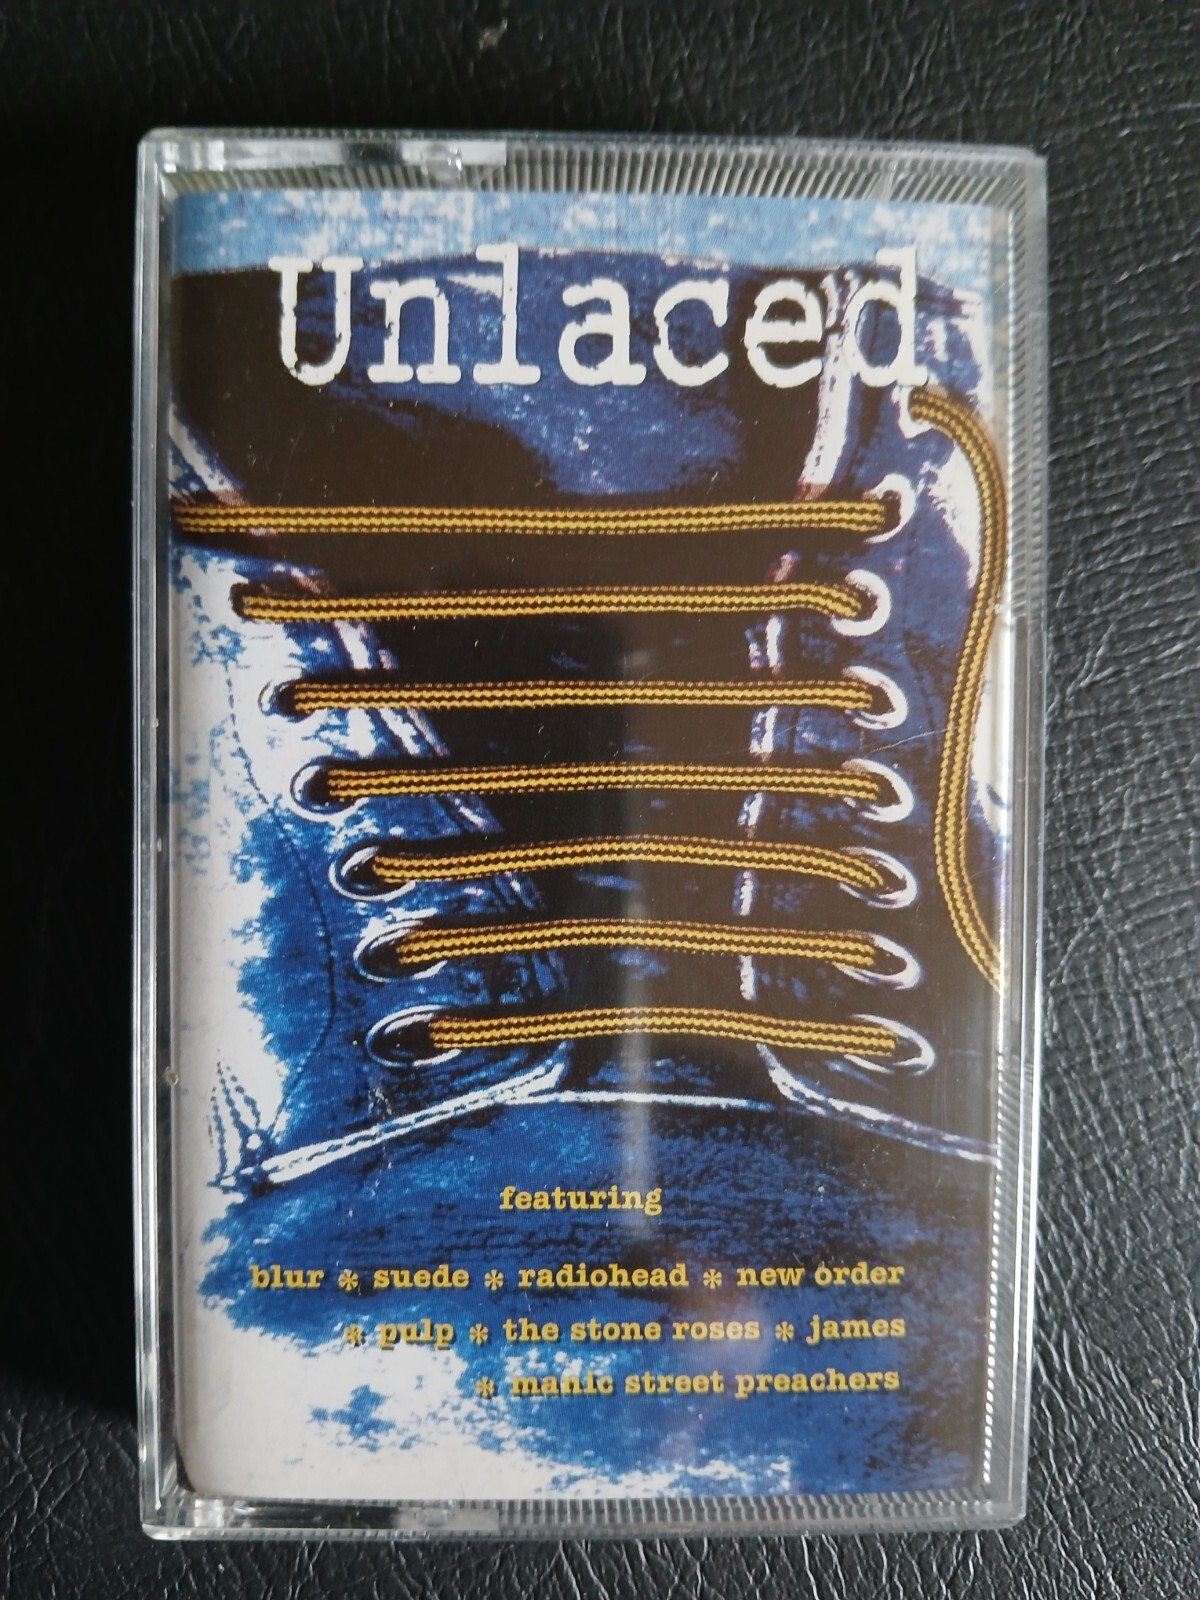 Unlaced
featuring
blur * suede * radiohead * new order
* pulp * the stone roses * james
* manic street preachers